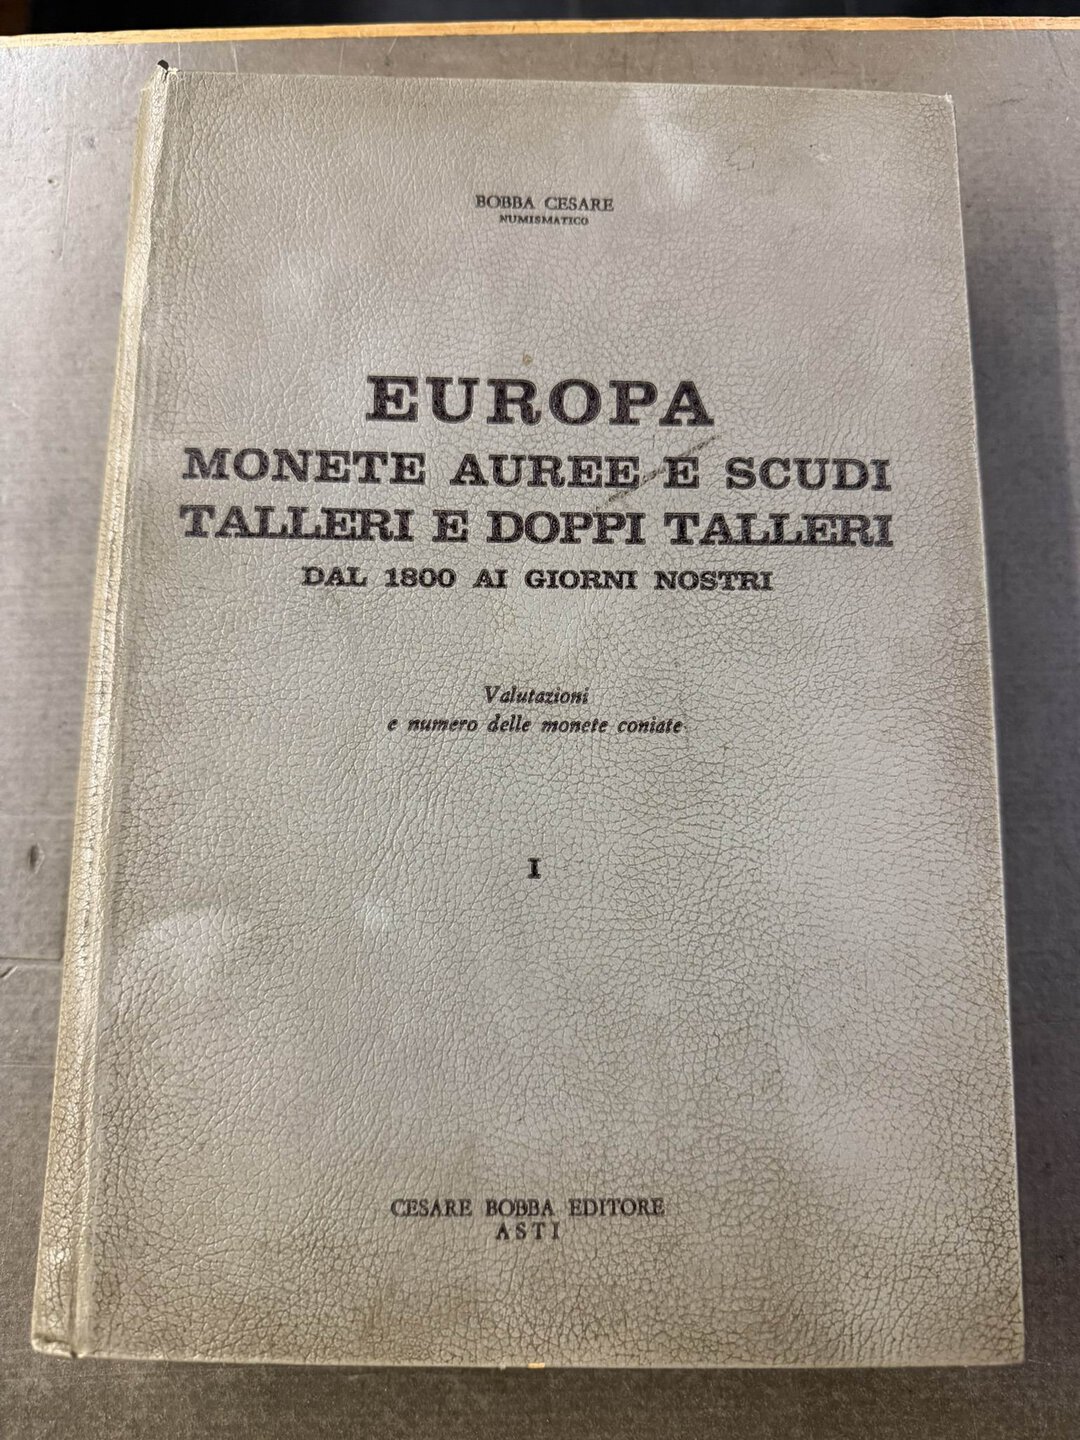 BOBBA CESARE
NUMISMATICO
EUROPA
MONETE AUREE E SCUDI
TALLERI E DOPPI TALLERI
DAL 1800 AI GIORNI NOSTRI
Valutazioni
e numero delle monete coniate
I
CESARE BOBBA EDITORE
ASTI